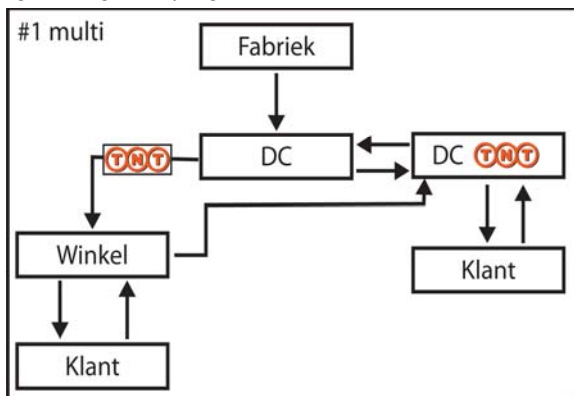 #1 multi
Fabriek
TNT
DC
DC TNT
Winkel
Klant
Klant